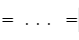 = . . . =